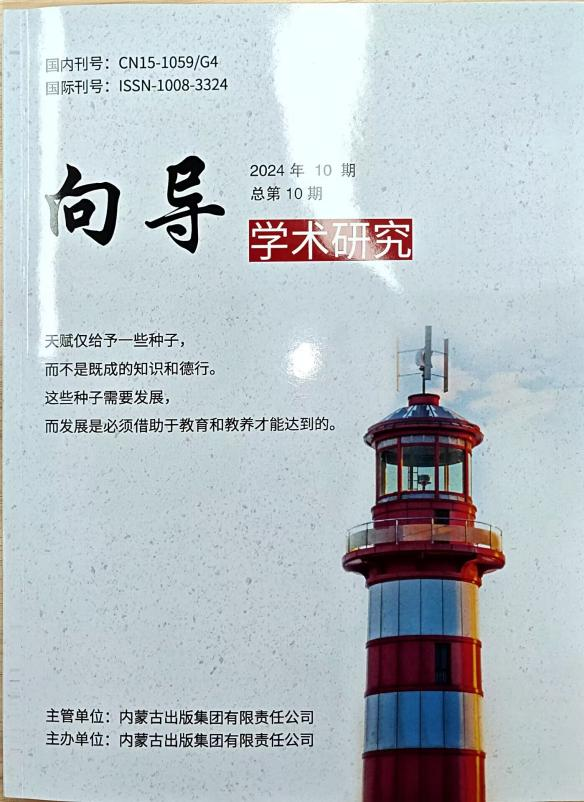 国内刊号：CN15-1059/G4
国际刊号：ISSN-1008-3324
向导
2024 年 10 期
总第 10 期
学术研究
天赋仅给予一些种子，
而不是既成的知识和德行。
这些种子需要发展，
而发展是必须借助于教育和教养才能达到的。
主管单位：内蒙古出版集团有限责任公司
主办单位：内蒙古出版集团有限责任公司